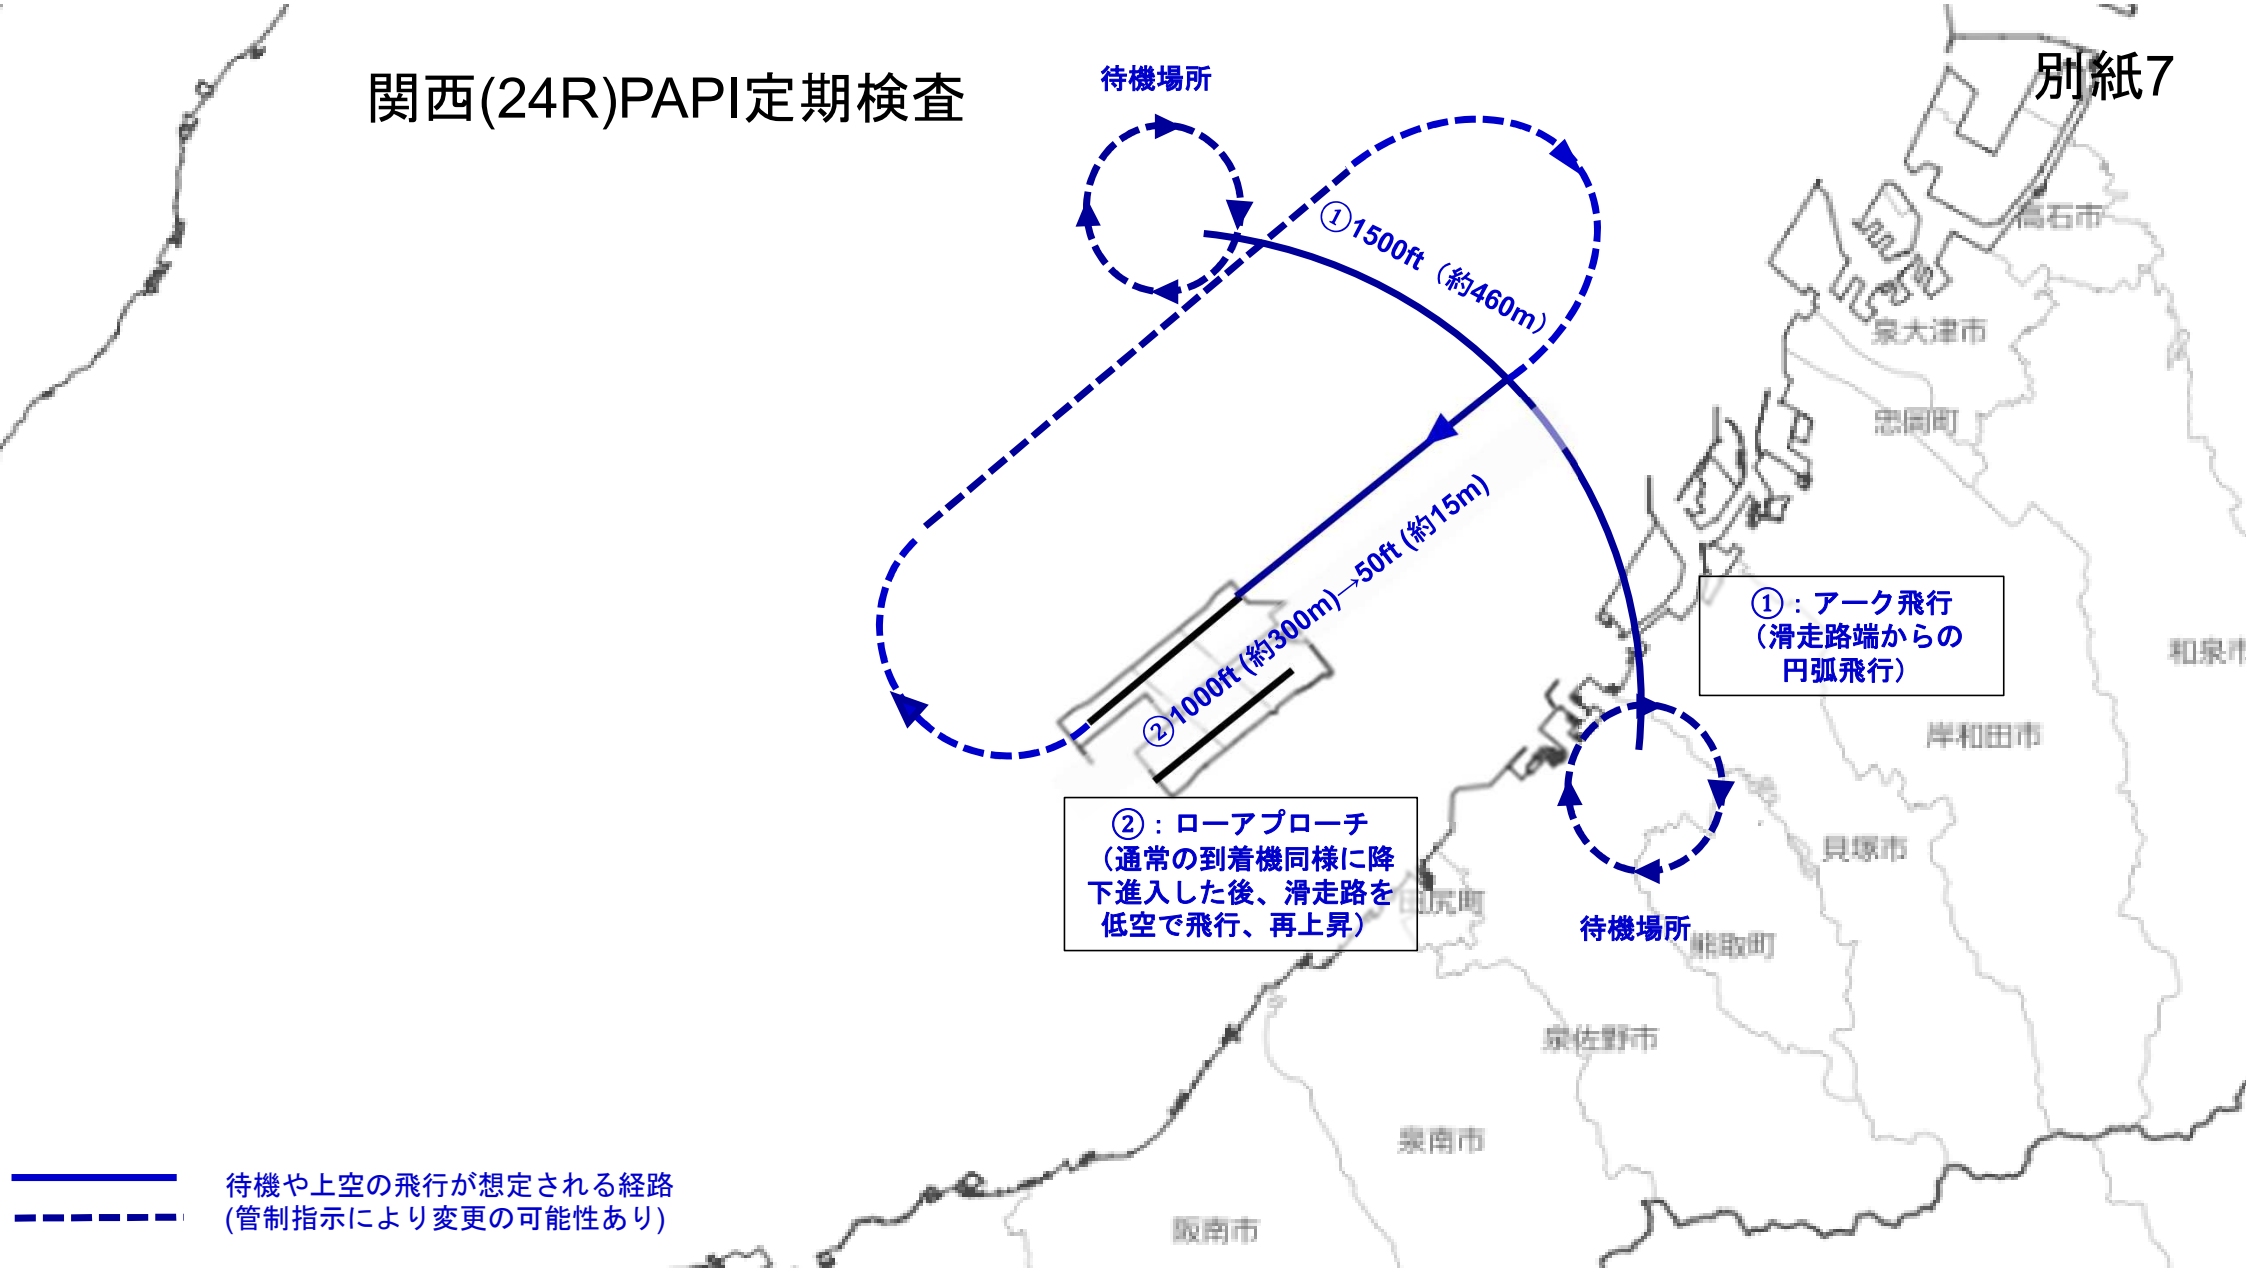 関西(24R)PAPI定期検査
別紙7
待機場所
①1500ft（約460m）
②1000ft (約300m)→50ft (約15m)
高石市
泉大津市
忠岡町
①：アーク飛行
（滑走路端からの
円弧飛行）
和泉市
岸和田市
②：ローアプローチ
（通常の到着機同様に降
下進入した後、滑走路を
低空で飛行、再上昇）
貝塚市
田尻町
待機場所
熊取町
泉佐野市
泉南市
阪南市
待機や上空の飛行が想定される経路
(管制指示により変更の可能性あり)